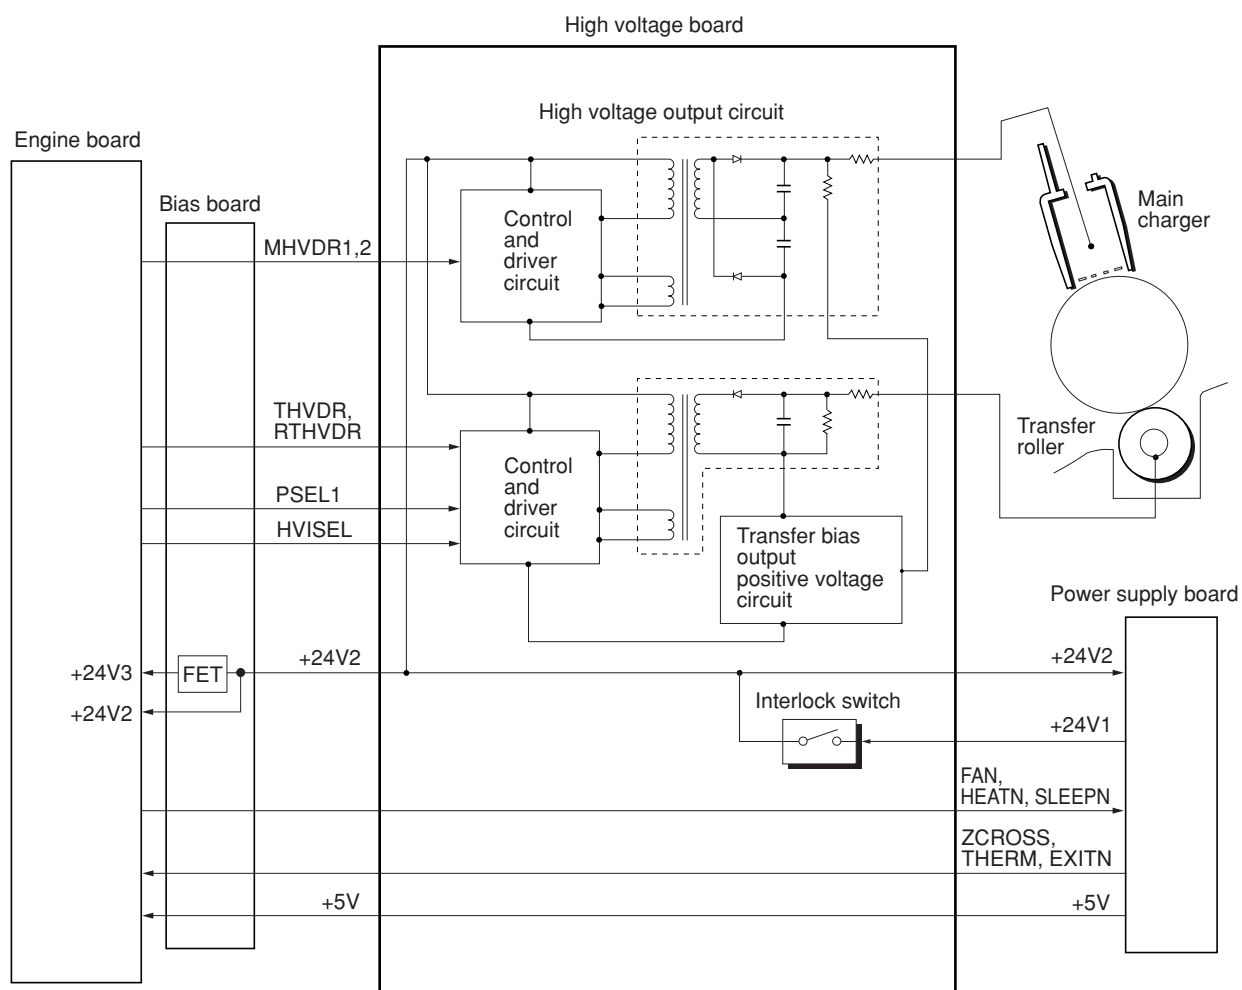 High voltage board
High voltage output circuit
Engine board
Bias board
Main
charger
Control
and
driver
circuit
MHVDR1,2
THVDR,
RTHVDR
PSEL1
HVISEL
Control
and
driver
circuit
Transfer
roller
Transfer bias
output
positive voltage
circuit
Power supply board
+24V3
FET
+24V2
+24V2
+24V2
Interlock switch
+24V1
FAN,
HEATN, SLEEPN
ZCROSS,
THERM, EXITN
+5V
+5V